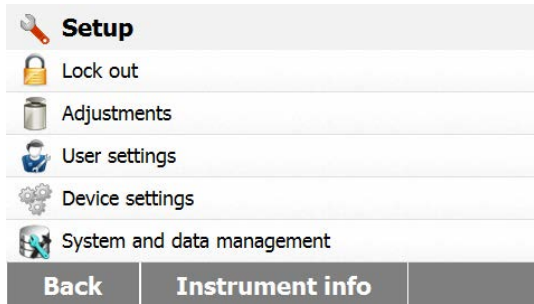 Setup
Lock out
Adjustments
User settings
Device settings
System and data management
Back Instrument info